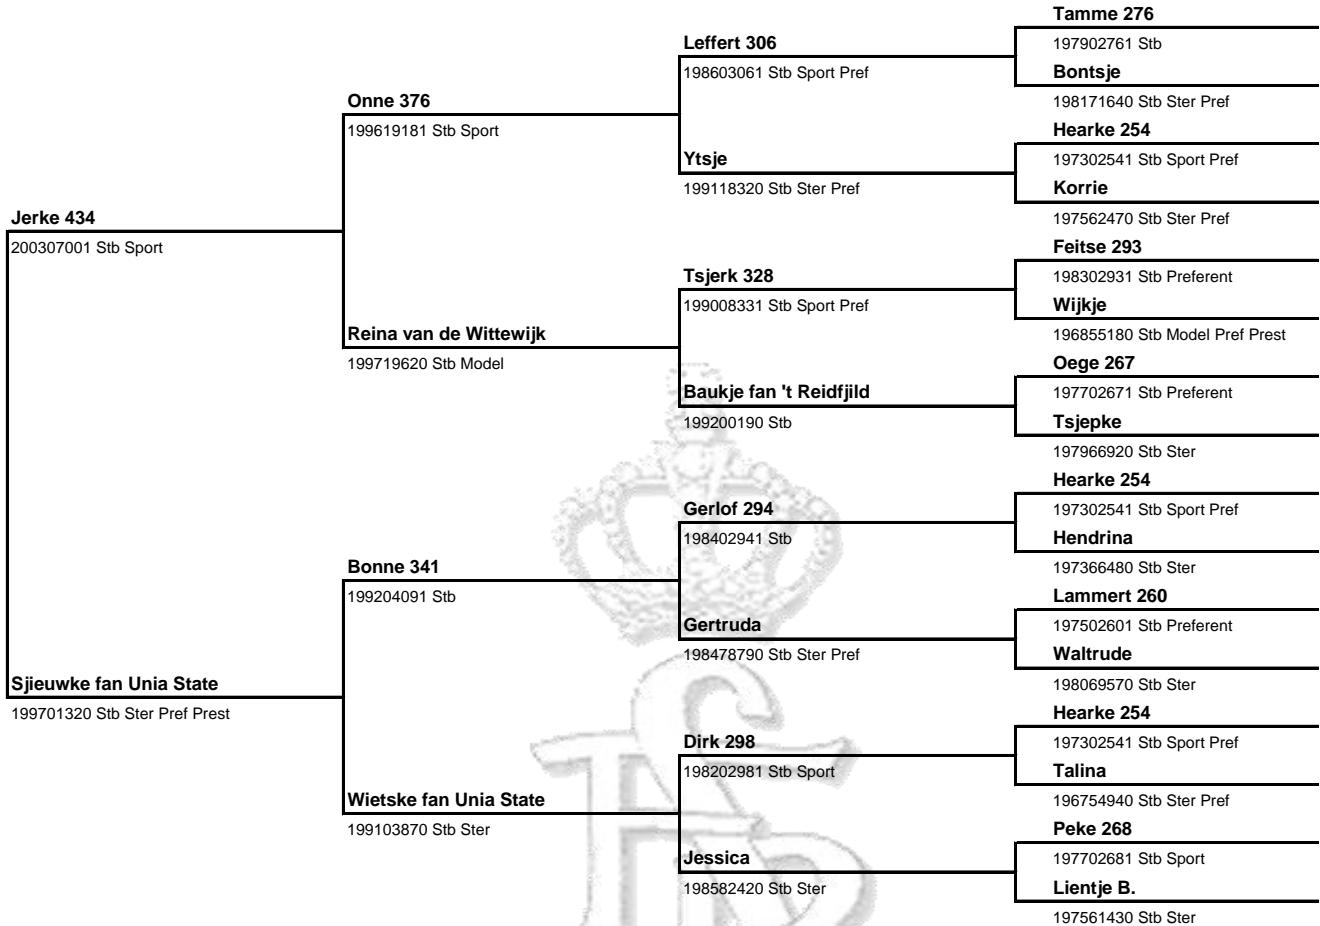 Tamme 276
197902761 Stb
Leffert 306
198603061 Stb Sport Pref
Bontsje
198171640 Stb Ster Pref
Onne 376
199619181 Stb Sport
Hearke 254
197302541 Stb Sport Pref
Ytsje
199118320 Stb Ster Pref
Korrie
197562470 Stb Ster Pref
Jerke 434
200307001 Stb Sport
Feitse 293
198302931 Stb Preferent
Tsjerk 328
199008331 Stb Sport Pref
Wijkje
196855180 Stb Model Pref Prest
Reina van de Wittewijk
199719620 Stb Model
Oege 267
197702671 Stb Preferent
Baukje fan 't Reidfjild
199200190 Stb
Tsjepke
197966920 Stb Ster
Hearke 254
197302541 Stb Sport Pref
Gerlof 294
198402941 Stb
Hendrina
197366480 Stb Ster
Bonne 341
199204091 Stb
Lammert 260
197502601 Stb Preferent
Gertruda
198478790 Stb Ster Pref
Waltrude
198069570 Stb Ster
Sjieuwke fan Unia State
199701320 Stb Ster Pref Prest
Hearke 254
197302541 Stb Sport Pref
Dirk 298
198202981 Stb Sport
Talina
196754940 Stb Ster Pref
Wietske fan Unia State
199103870 Stb Ster
Peke 268
197702681 Stb Sport
Jessica
198582420 Stb Ster
Lientje B.
197561430 Stb Ster